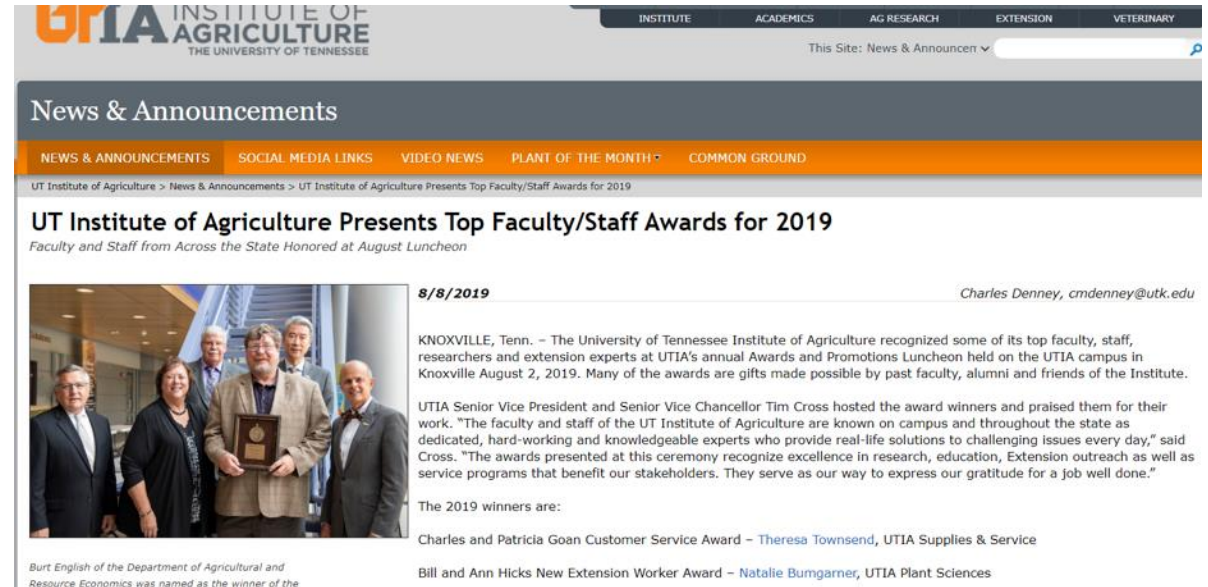 UTIA INSTITUTE OF
AGRICULTURE
THE UNIVERSITY OF TENNESSEE
INSTITUTE ACADEMICS AG RESEARCH EXTENSION VETERINARY
This Site: News & Announcem
News & Announcements
NEWS & ANNOUNCEMENTS SOCIAL MEDIA LINKS VIDEO NEWS PLANT OF THE MONTH COMMON GROUND
UT Institute of Agriculture > News & Announcements > UT Institute of Agriculture Presents Top Faculty/Staff Awards for 2019
UT Institute of Agriculture Presents Top Faculty/Staff Awards for 2019
Faculty and Staff from Across the State Honored at August Luncheon
8/8/2019 Charles Denney, cmdenney@utk.edu
KNOXVILLE, Tenn. – The University of Tennessee Institute of Agriculture recognized some of its top faculty, staff,
researchers and extension experts at UTIA's annual Awards and Promotions Luncheon held on the UTIA campus in
Knoxville August 2, 2019. Many of the awards are gifts made possible by past faculty, alumni and friends of the Institute.
UTIA Senior Vice President and Senior Vice Chancellor Tim Cross hosted the award winners and praised them for their
work. "The faculty and staff of the UT Institute of Agriculture are known on campus and throughout the state as
dedicated, hard-working and knowledgeable experts who provide real-life solutions to challenging issues every day," said
Cross. "The awards presented at this ceremony recognize excellence in research, education, Extension outreach as well as
service programs that benefit our stakeholders. They serve as our way to express our gratitude for a job well done."
The 2019 winners are:
Charles and Patricia Goan Customer Service Award – Theresa Townsend, UTIA Supplies & Service
Bill and Ann Hicks New Extension Worker Award – Natalie Bumgarner, UTIA Plant Sciences
Burt English of the Department of Agricultural and
Resource Economics was named as the winner of the